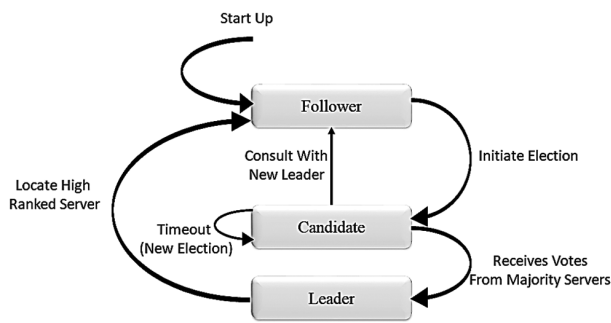 Start Up
Follower
Consult With
New Leader
Initiate Election
Locate High
Ranked Server
Timeout
(New Election)
Candidate
Receives Votes
From Majority Servers
Leader